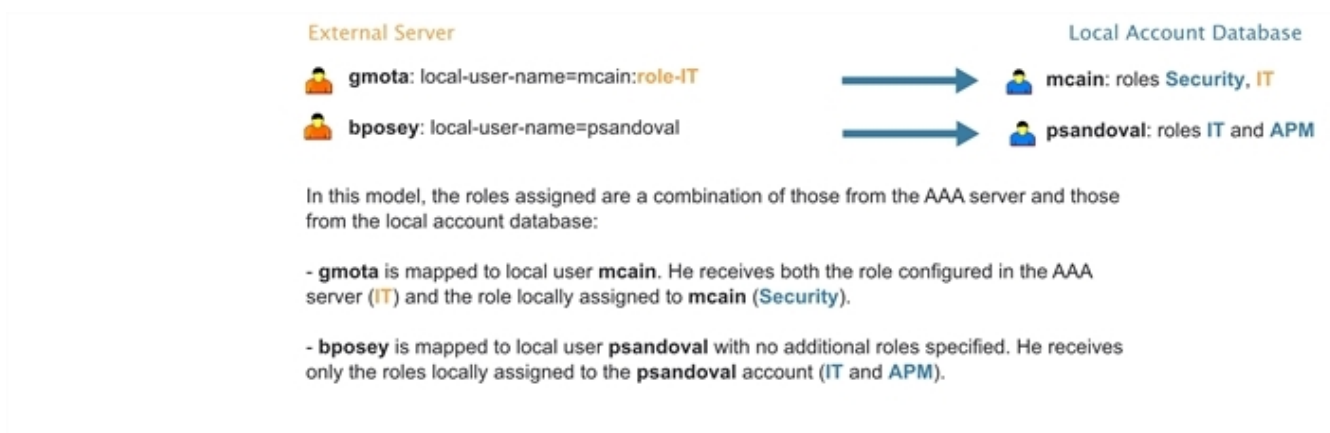 External Server Local Account Database
gmota: local-user-name=mcain:role-IT mcain: roles Security, IT
bposey: local-user-name=psandoval psandoval: roles IT and APM
In this model, the roles assigned are a combination of those from the AAA server and those
from the local account database:
- gmota is mapped to local user mcain. He receives both the role configured in the AAA
server (IT) and the role locally assigned to mcain (Security).
- bposey is mapped to local user psandoval with no additional roles specified. He receives
only the roles locally assigned to the psandoval account (IT and APM).